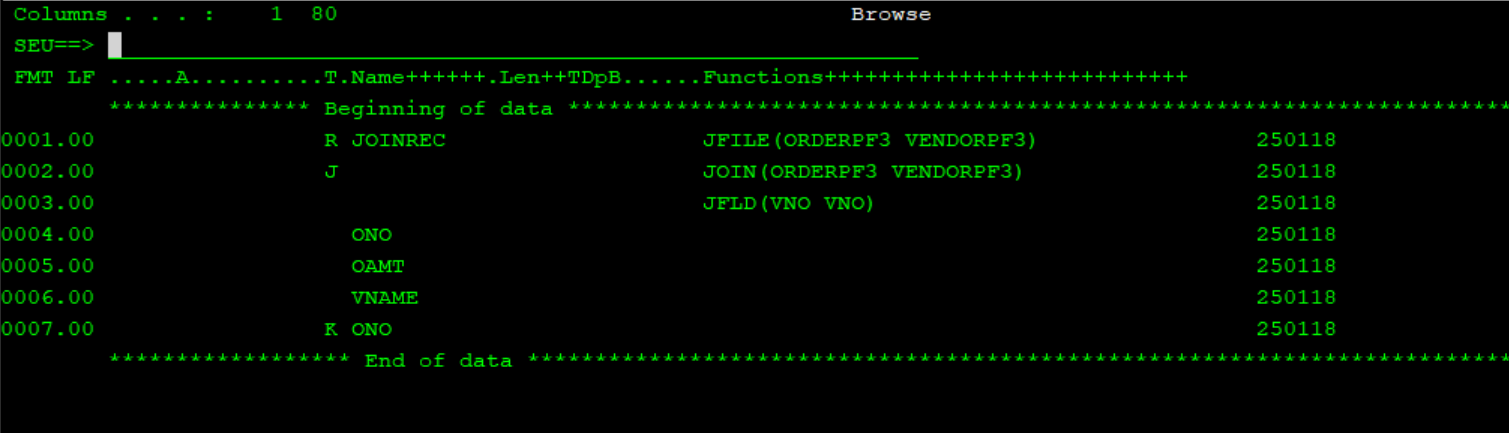 Columns . . . :    1  80                                       Browse
SEU==>
FMT LF .....A..........T.Name++++++.Len++TDpB......Functions+++++++++++++++++++++++++++
*************** Beginning of data ***********************************************************************
0001.00                 R JOINREC                   JFILE(ORDERPF3 VENDORPF3)                250118
0002.00                 J                           JOIN(ORDERPF3 VENDORPF3)                 250118
0003.00                                             JFLD(VNO VNO)                            250118
0004.00                   ONO                                                                250118
0005.00                   OAMT                                                               250118
0006.00                   VNAME                                                              250118
0007.00                 K ONO                                                                250118
****************** End of data **************************************************************************